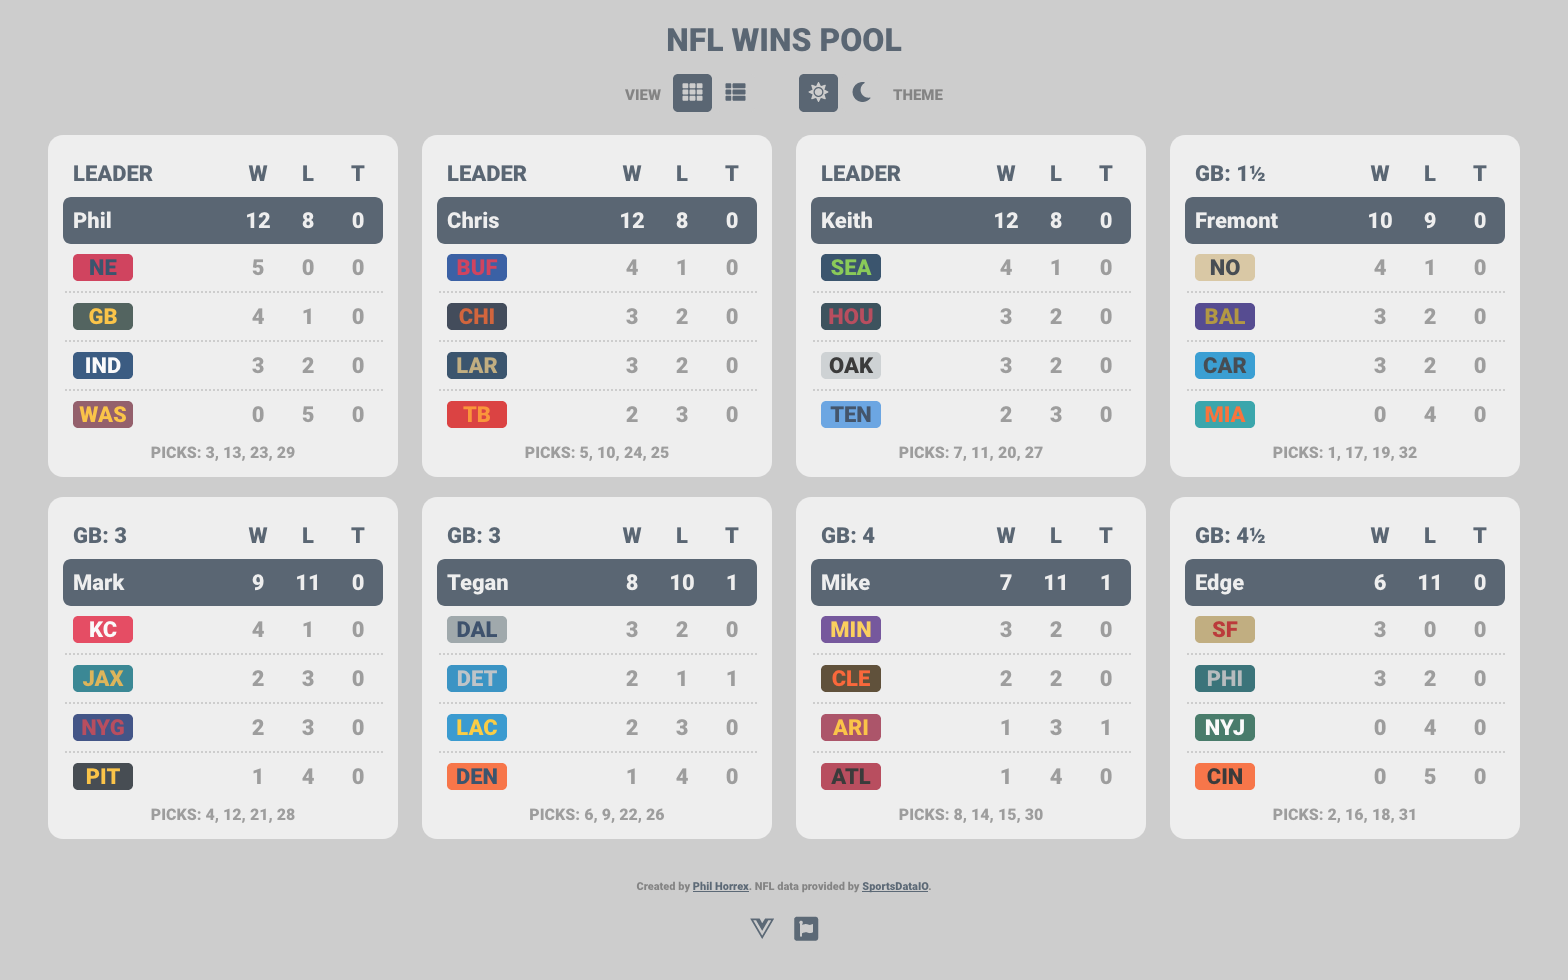 NFL WINS POOL
VIEW THEME
LEADER W L T
Phil 12 8 0
NE 5 0 0
GB 4 1 0
IND 3 2 0
WAS 0 5 0
PICKS: 3, 13, 23, 29
LEADER W L T
Chris 12 8 0
BUF 4 1 0
CHI 3 2 0
LAR 3 2 0
TB 2 3 0
PICKS: 5, 10, 24, 25
LEADER W L T
Keith 12 8 0
SEA 4 1 0
HOU 3 2 0
OAK 3 2 0
TEN 2 3 0
PICKS: 7, 11, 20, 27
GB: 1½ W L T
Fremont 10 9 0
NO 4 1 0
BAL 3 2 0
CAR 3 2 0
MIA 0 4 0
PICKS: 1, 17, 19, 32
GB: 3 W L T
Mark 9 11 0
KC 4 1 0
JAX 2 3 0
NYG 2 3 0
PIT 1 4 0
PICKS: 4, 12, 21, 28
GB: 3 W L T
Tegan 8 10 1
DAL 3 2 0
DET 2 1 1
LAC 2 3 0
DEN 1 4 0
PICKS: 6, 9, 22, 26
GB: 4 W L T
Mike 7 11 1
MIN 3 2 0
CLE 2 2 0
ARI 1 3 1
ATL 1 4 0
PICKS: 8, 14, 15, 30
GB: 4½ W L T
Edge 6 11 0
SF 3 0 0
PHI 3 2 0
NYJ 0 4 0
CIN 0 5 0
PICKS: 2, 16, 18, 31
Created by Phil Horrex. NFL data provided by SportsDataIO.